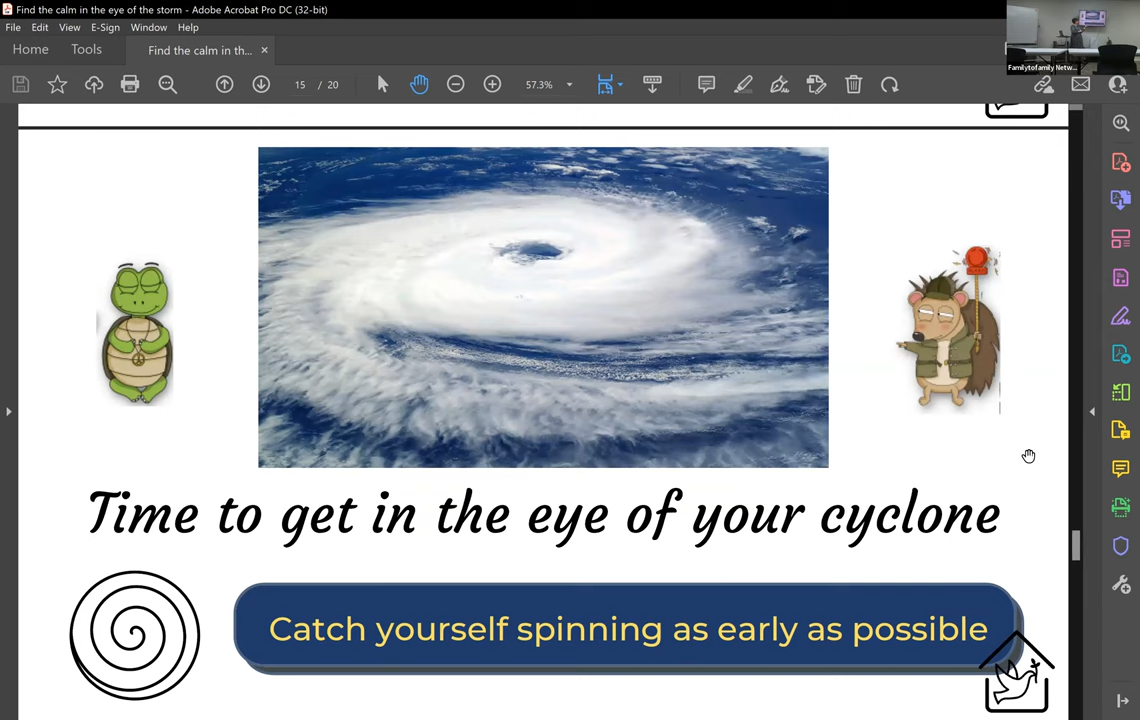 Find the calm in the eye of the storm - Adobe Acrobat Pro DC (32-bit)
File Edit View E-Sign Window Help
Home Tools Find the calm in th... ×
15 / 20 57.3%
Familytofamily Netw...
Time to get in the eye of your cyclone
Catch yourself spinning as early as possible